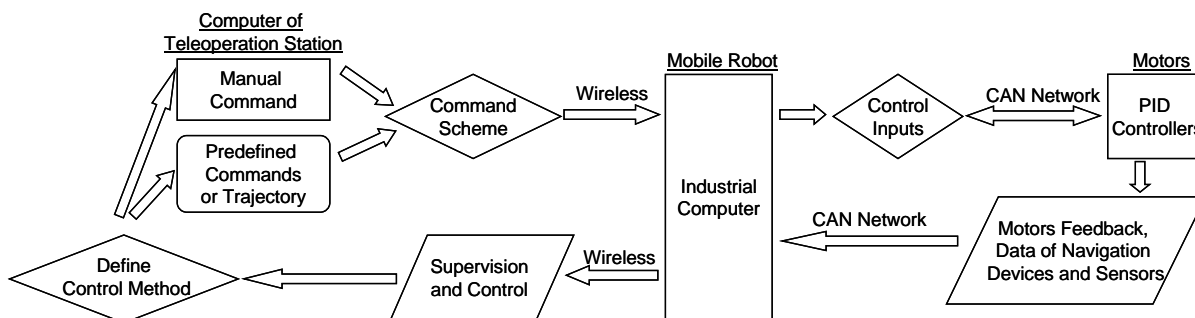 Computer of
Teleoperation Station
Manual
Command
Predefined
Commands
or Trajectory
Command
Scheme
Wireless
Mobile Robot
Industrial
Computer
Control
Inputs
CAN Network
Motors
PID
Controllers
Motors Feedback,
Data of Navigation
Devices and Sensors
CAN Network
Wireless
Supervision
and Control
Define
Control Method